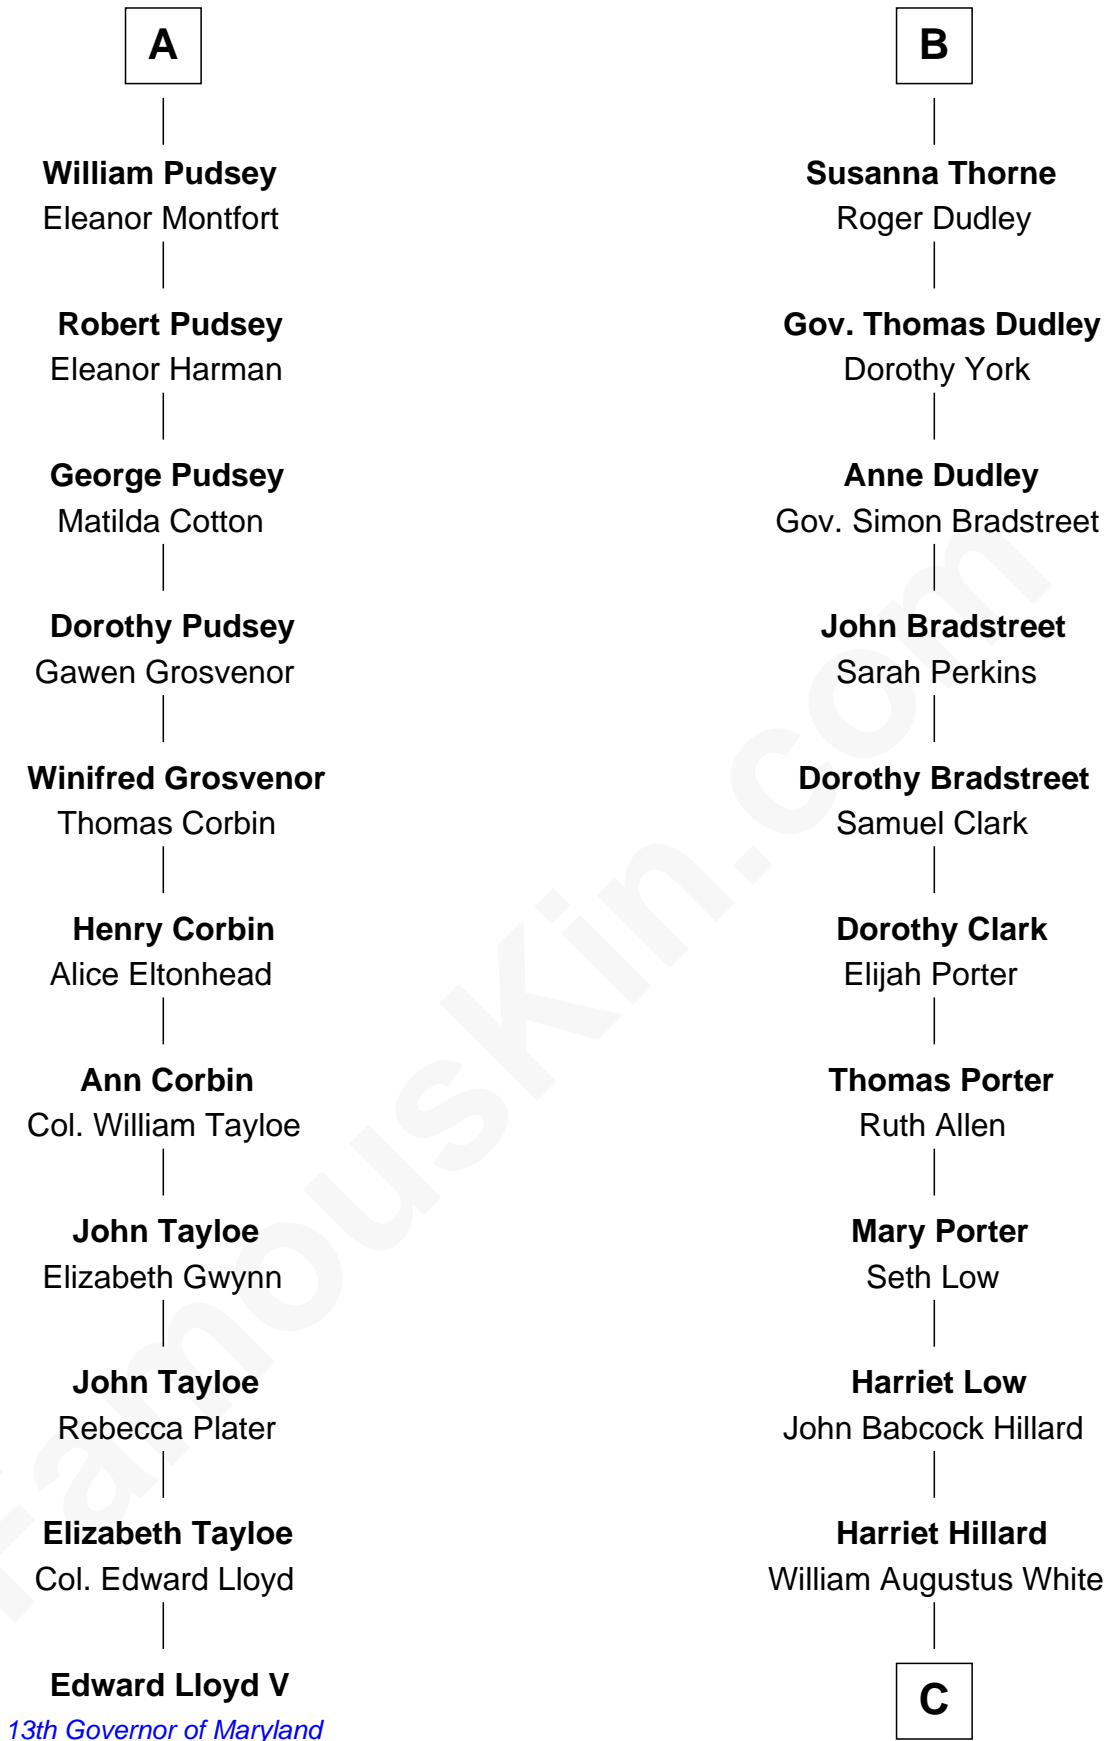 A
William Pudsey
Eleanor Montfort
Robert Pudsey
Eleanor Harman
George Pudsey
Matilda Cotton
Dorothy Pudsey
Gawen Grosvenor
Winifred Grosvenor
Thomas Corbin
Henry Corbin
Alice Eltonhead
Ann Corbin
Col. William Tayloe
John Tayloe
Elizabeth Gwynn
John Tayloe
Rebecca Plater
Elizabeth Tayloe
Col. Edward Lloyd
Edward Lloyd V
13th Governor of Maryland
B
Susanna Thorne
Roger Dudley
Gov. Thomas Dudley
Dorothy York
Anne Dudley
Gov. Simon Bradstreet
John Bradstreet
Sarah Perkins
Dorothy Bradstreet
Samuel Clark
Dorothy Clark
Elijah Porter
Thomas Porter
Ruth Allen
Mary Porter
Seth Low
Harriet Low
John Babcock Hillard
Harriet Hillard
William Augustus White
C
FamousKin.com